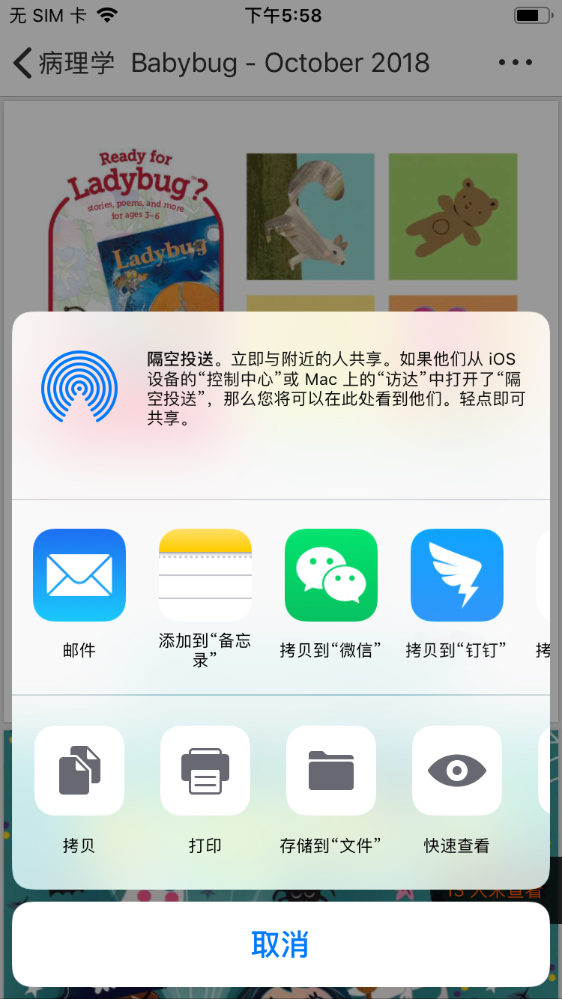 无 SIM 卡
下午5:58
病理学
Babybug - October 2018
Ready for
Ladybug?
™
stories, poems, and more
for ages 3–6
Ladybug
隔空投送。立即与附近的人共享。如果他们从 iOS
设备的“控制中心”或 Mac 上的“访达”中打开了“隔
空投送”，那么您将可以在此处看到他们。轻点即可
共享。
邮件
添加到“备忘
录”
拷贝到“微信”
拷贝到“钉钉”
拷
拷贝
打印
存储到“文件”
快速查看
13 人未查看
取消